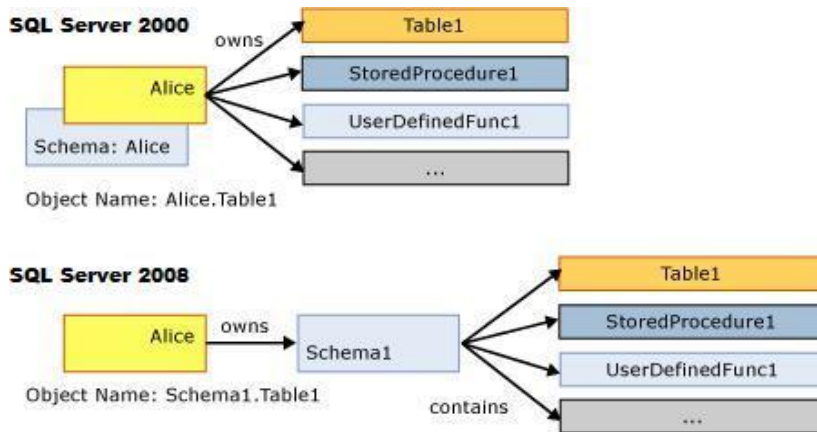 SQL Server 2000
owns
Table1
Alice
StoredProcedure1
Schema: Alice
UserDefinedFunc1
...
Object Name: Alice.Table1
SQL Server 2008
Table1
Alice
owns
Schema1
StoredProcedure1
UserDefinedFunc1
Object Name: Schema1.Table1
contains
...